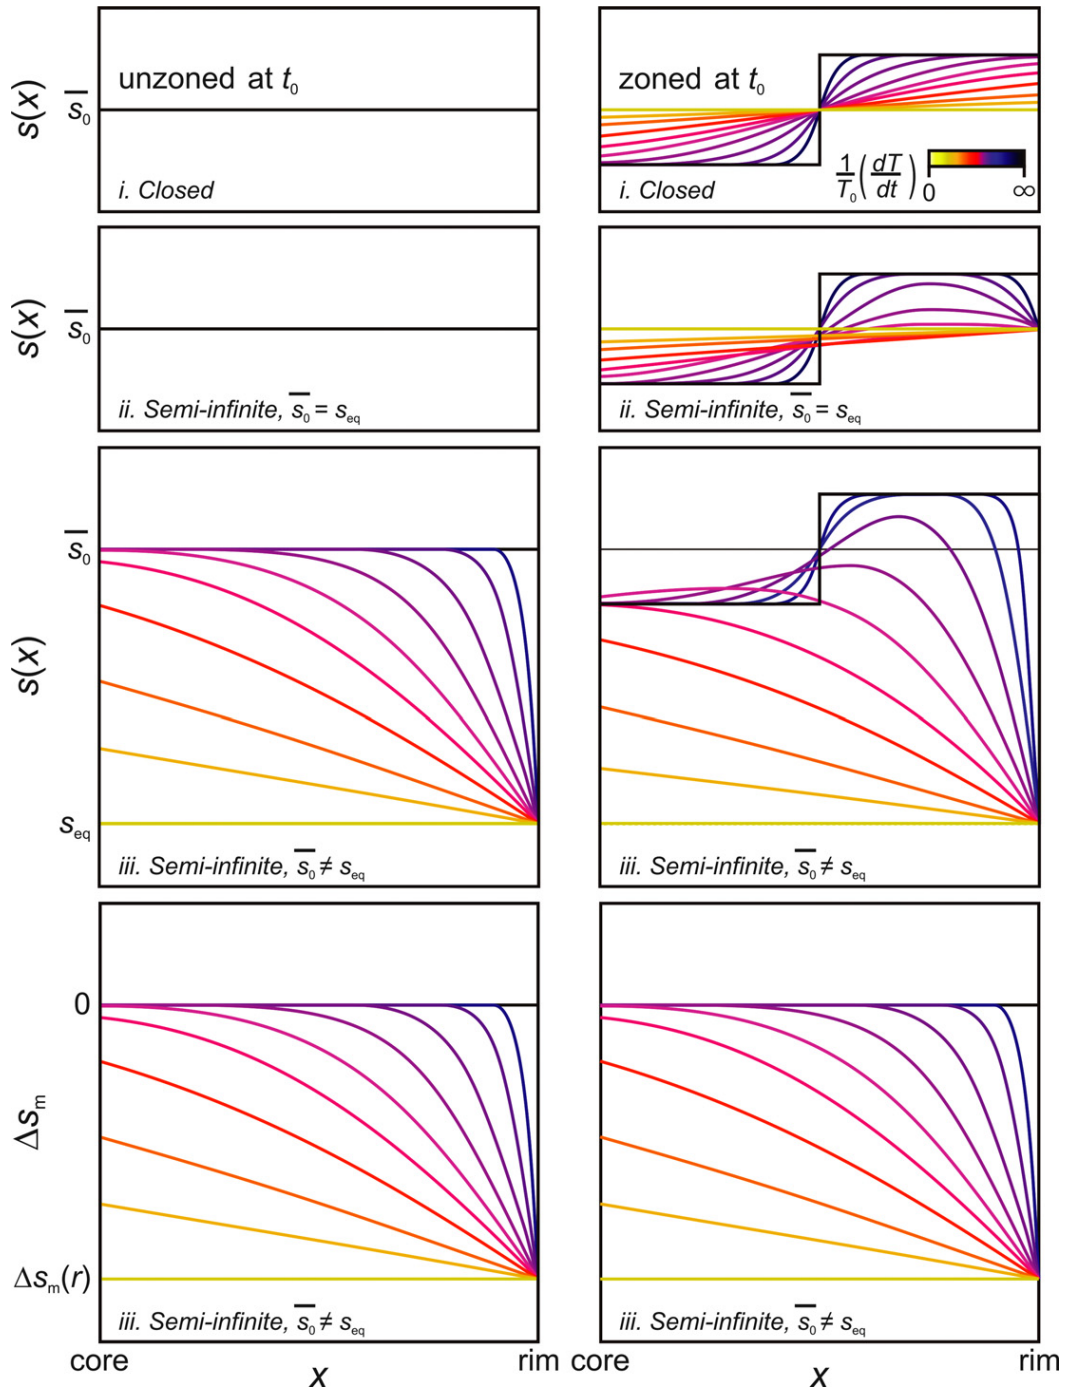 unzoned at t₀
s(x)
s̅₀
i. Closed
zoned at t₀
1/T₀ (dT/dt)
0
∞
i. Closed
s(x)
s̅₀
ii. Semi-infinite, s̅₀ = sₑq
ii. Semi-infinite, s̅₀ = sₑq
s̅₀
s(x)
sₑq
iii. Semi-infinite, s̅₀ ≠ sₑq
iii. Semi-infinite, s̅₀ ≠ sₑq
0
Δsₘ
Δsₘ(r)
iii. Semi-infinite, s̅₀ ≠ sₑq
iii. Semi-infinite, s̅₀ ≠ sₑq
core
x
rim
core
x
rim